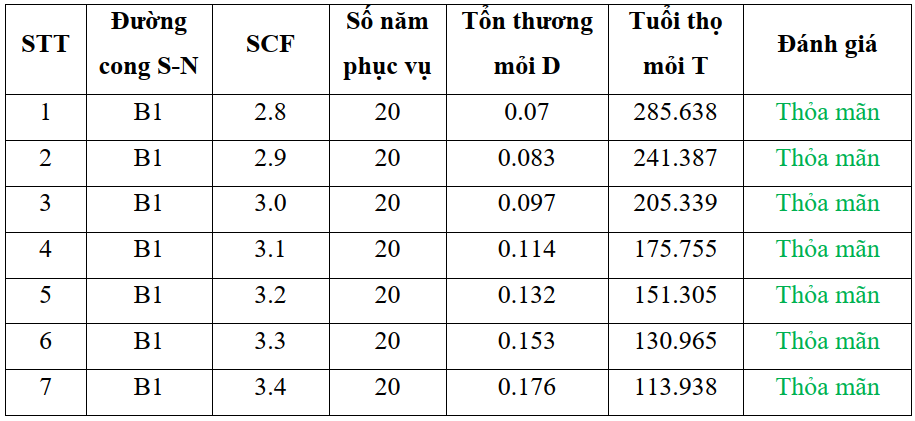 STT Đường cong S-N SCF Số năm phục vụ Tổn thương mỏi D Tuổi thọ mỏi T Đánh giá
1 B1 2.8 20 0.07 285.638 Thỏa mãn
2 B1 2.9 20 0.083 241.387 Thỏa mãn
3 B1 3.0 20 0.097 205.339 Thỏa mãn
4 B1 3.1 20 0.114 175.755 Thỏa mãn
5 B1 3.2 20 0.132 151.305 Thỏa mãn
6 B1 3.3 20 0.153 130.965 Thỏa mãn
7 B1 3.4 20 0.176 113.938 Thỏa mãn